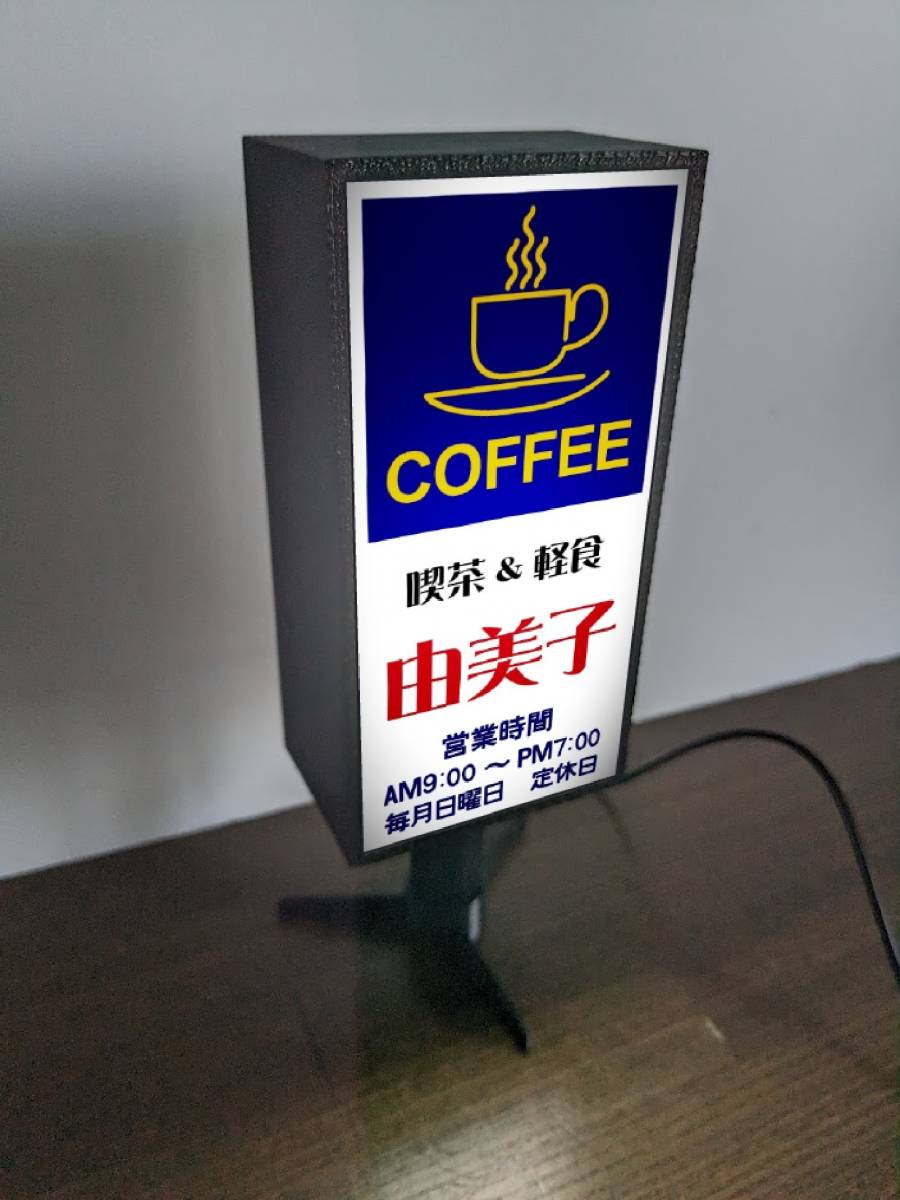 COFFEE
喫茶 & 軽食
由美子
営業時間
AM9:00 ～ PM7:00
毎月日曜日 定休日